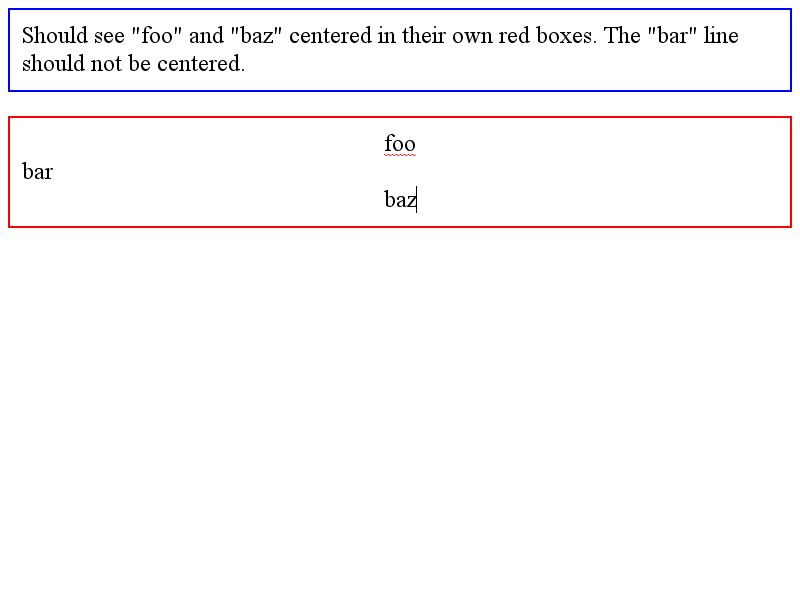 Should see "foo" and "baz" centered in their own red boxes. The "bar" line
should not be centered.
foo
bar
baz